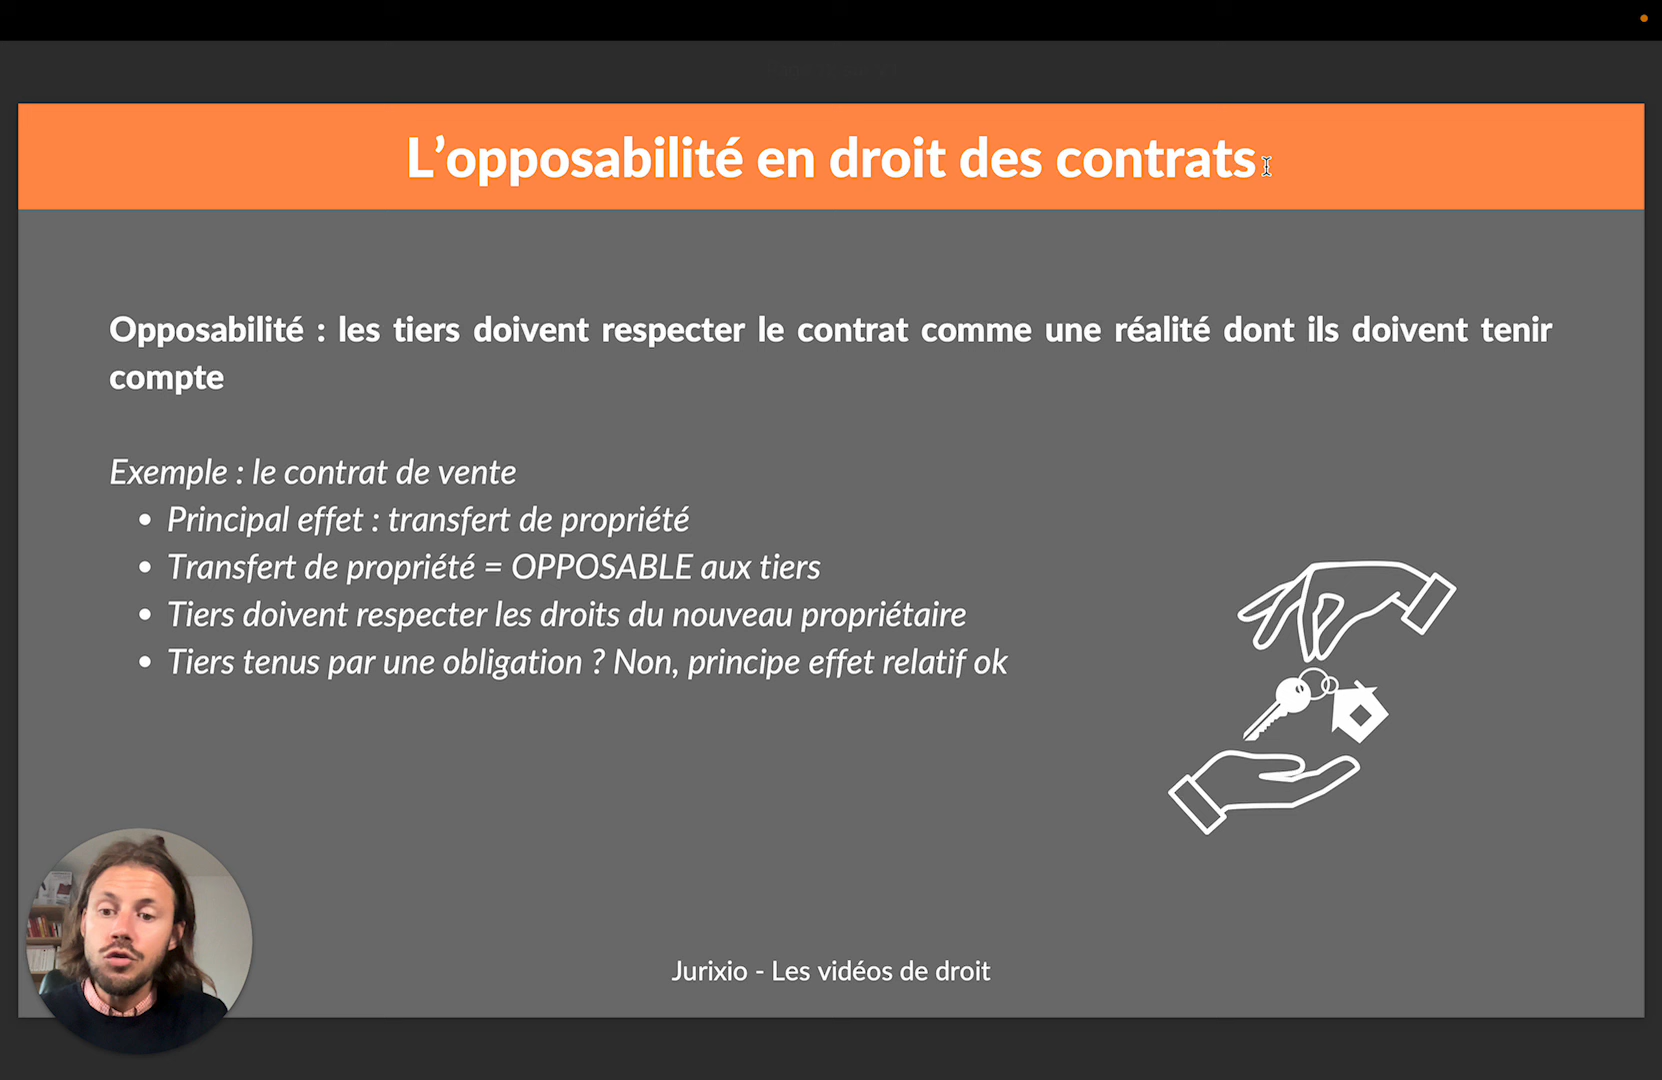 L’opposabilité en droit des contrats
Opposabilité : les tiers doivent respecter le contrat comme une réalité dont ils doivent tenir
compte
Exemple : le contrat de vente
• Principal effet : transfert de propriété
• Transfert de propriété = OPPOSABLE aux tiers
• Tiers doivent respecter les droits du nouveau propriétaire
• Tiers tenus par une obligation ? Non, principe effet relatif ok
Jurixio - Les vidéos de droit